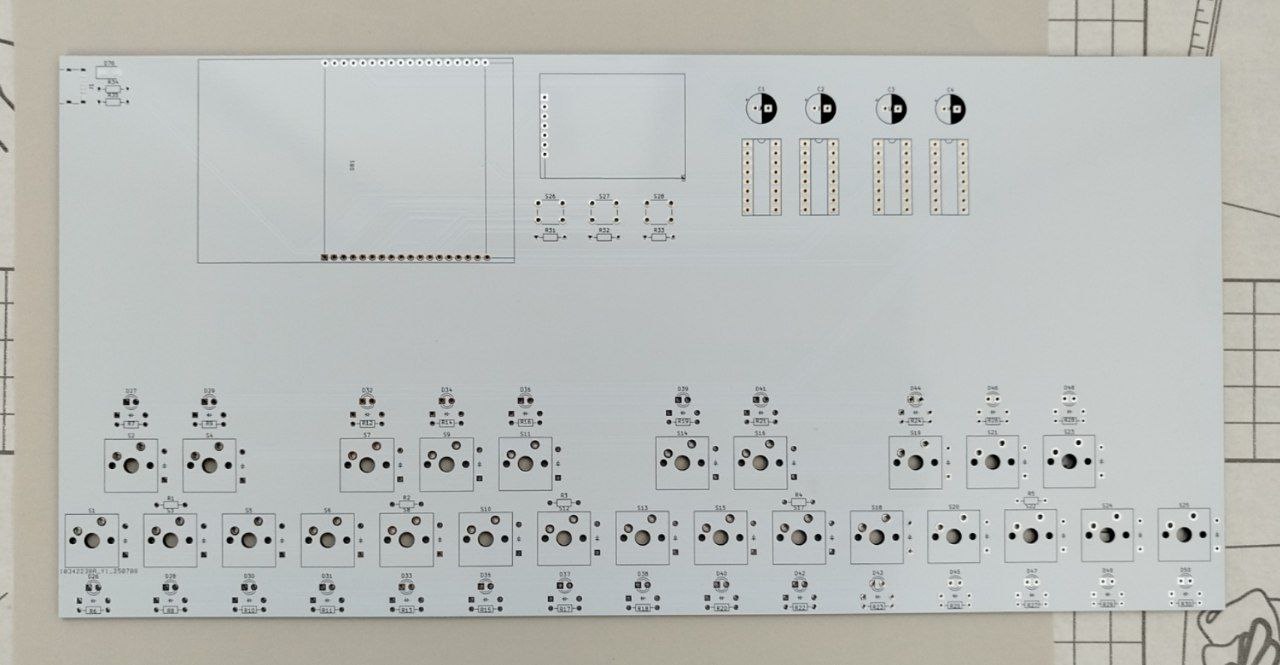 D76
R34
R35
J1
DB1
C1 C2 C3 C4
S26 S27 S28
R31 R32 R33
D27 D29 D32 D34 D36 D39 D41 D44 D46 D48
R7 R9 R12 R14 R16 R19 R21 R24 R26 R28
S2 S4 S7 S9 S11 S14 S16 S19 S21 S23
R1 R2 R3 R4 R5
S1 S3 S5 S6 S8 S10 S12 S13 S15 S17 S18 S20 S22 S24 S25
D26 D28 D30 D31 D33 D35 D37 D38 D40 D42 D43 D45 D47 D49 D50
R6 R8 R10 R11 R13 R15 R17 R18 R20 R22 R23 R25 R27 R29 R30